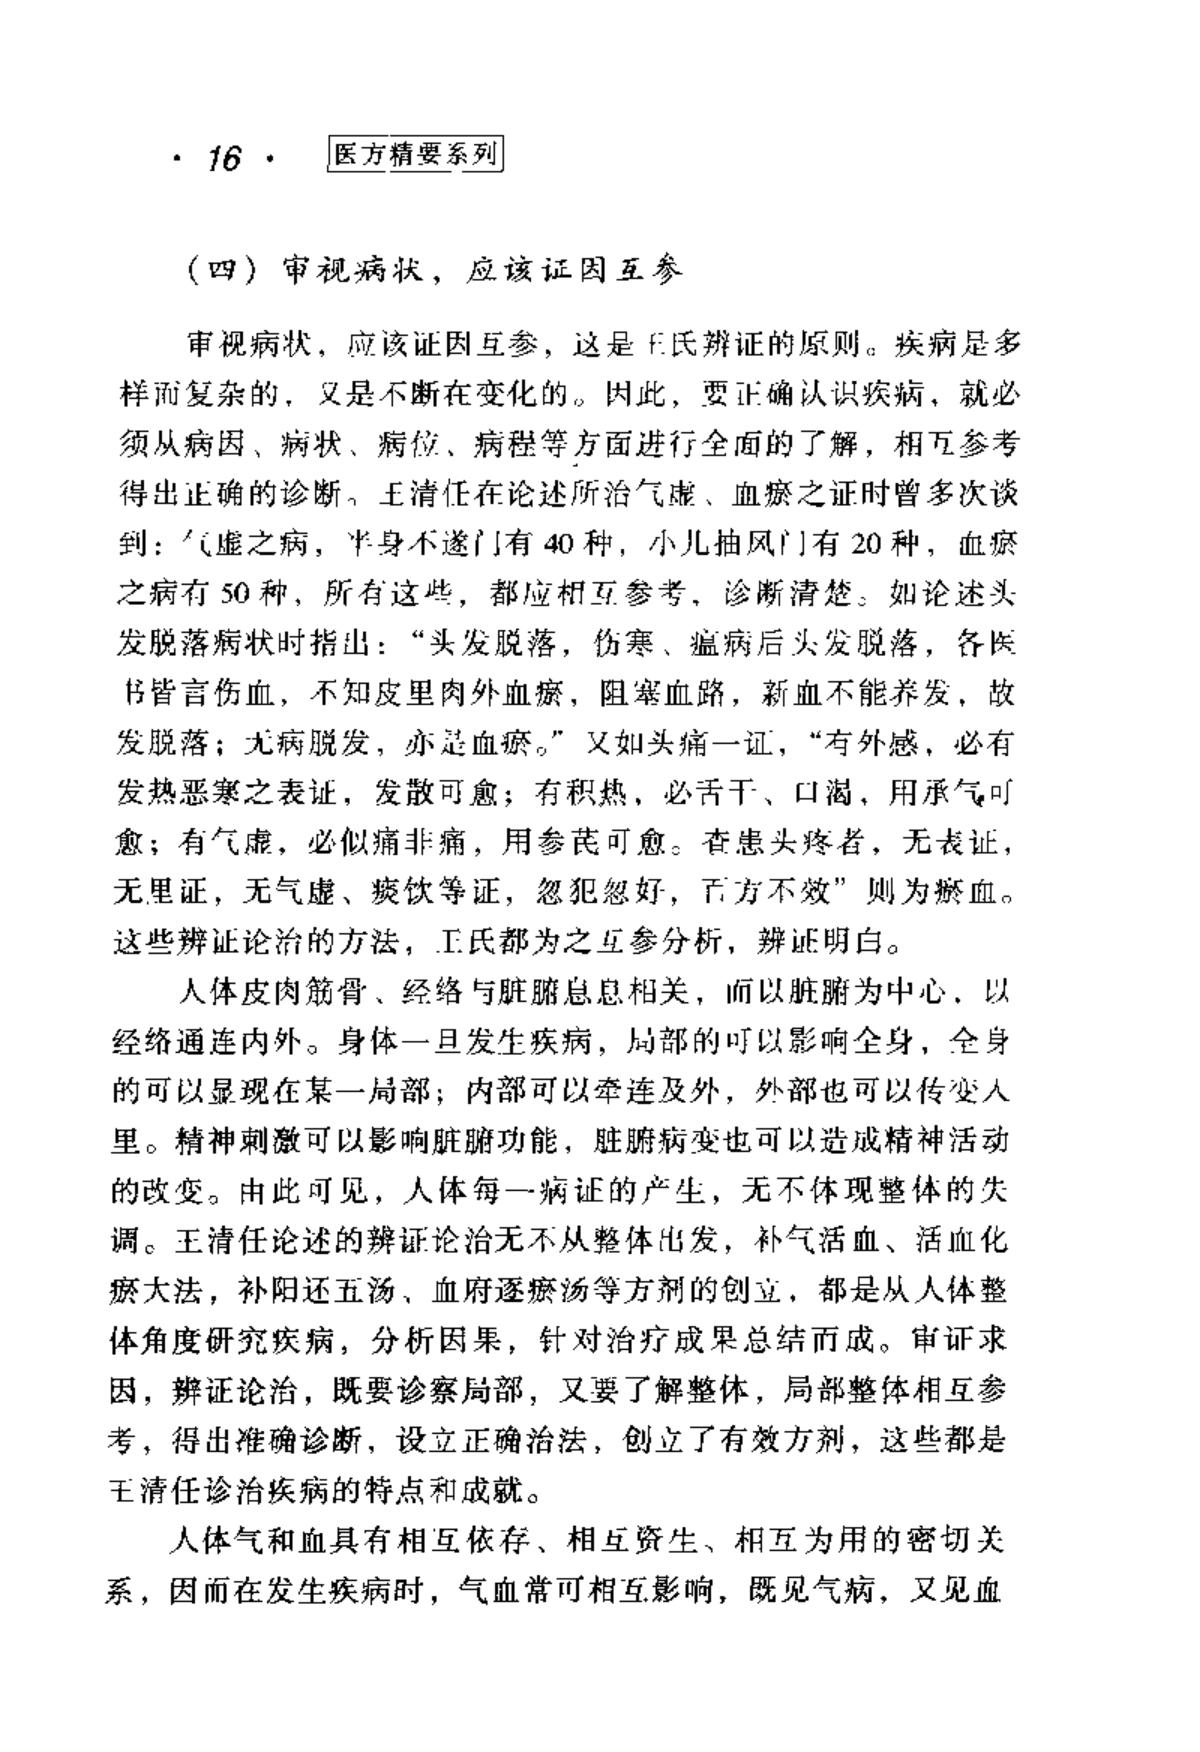 · 16 · 医方精要系列
(四) 审视病状，应该证因互参
审视病状，应该证因互参，这是王氏辨证的原则。疾病是多
样而复杂的，又是不断在变化的。因此，要正确认识疾病，就必
须从病因、病状、病位、病程等方面进行全面的了解，相互参考
得出正确的诊断。王清任在论述所治气虚、血瘀之证时曾多次谈
到：气虚之病，半身不遂门有 40 种，小儿抽风门有 20 种，血瘀
之病有 50 种，所有这些，都应相互参考，诊断清楚。如论述头
发脱落病状时指出：“头发脱落，伤寒、瘟病后头发脱落，各医
书皆言伤血，不知皮里肉外血瘀，阻塞血路，新血不能养发，故
发脱落；无病脱发，亦是血瘀。”又如头痛一证，“有外感，必有
发热恶寒之表证，发散可愈；有积热，必舌干、口渴，用承气可
愈；有气虚，必似痛非痛，用参芪可愈。查患头疼者，无表证，
无里证，无气虚、痰饮等证，忽犯忽好，百方不效”则为瘀血。
这些辨证论治的方法，王氏都为之互参分析，辨证明白。
人体皮肉筋骨、经络与脏腑息息相关，而以脏腑为中心，以
经络通连内外。身体一旦发生疾病，局部的可以影响全身，全身
的可以显现在某一局部；内部可以牵连及外，外部也可以传变入
里。精神刺激可以影响脏腑功能，脏腑病变也可以造成精神活动
的改变。由此可见，人体每一病证的产生，无不体现整体的失
调。王清任论述的辨证论治无不从整体出发，补气活血、活血化
瘀大法，补阳还五汤、血府逐瘀汤等方剂的创立，都是从人体整
体角度研究疾病，分析因果，针对治疗成果总结而成。审证求
因，辨证论治，既要诊察局部，又要了解整体，局部整体相互参
考，得出准确诊断，设立正确治法，创立了有效方剂，这些都是
王清任诊治疾病的特点和成就。
人体气和血具有相互依存、相互资生、相互为用的密切关
系，因而在发生疾病时，气血常可相互影响，既见气病，又见血